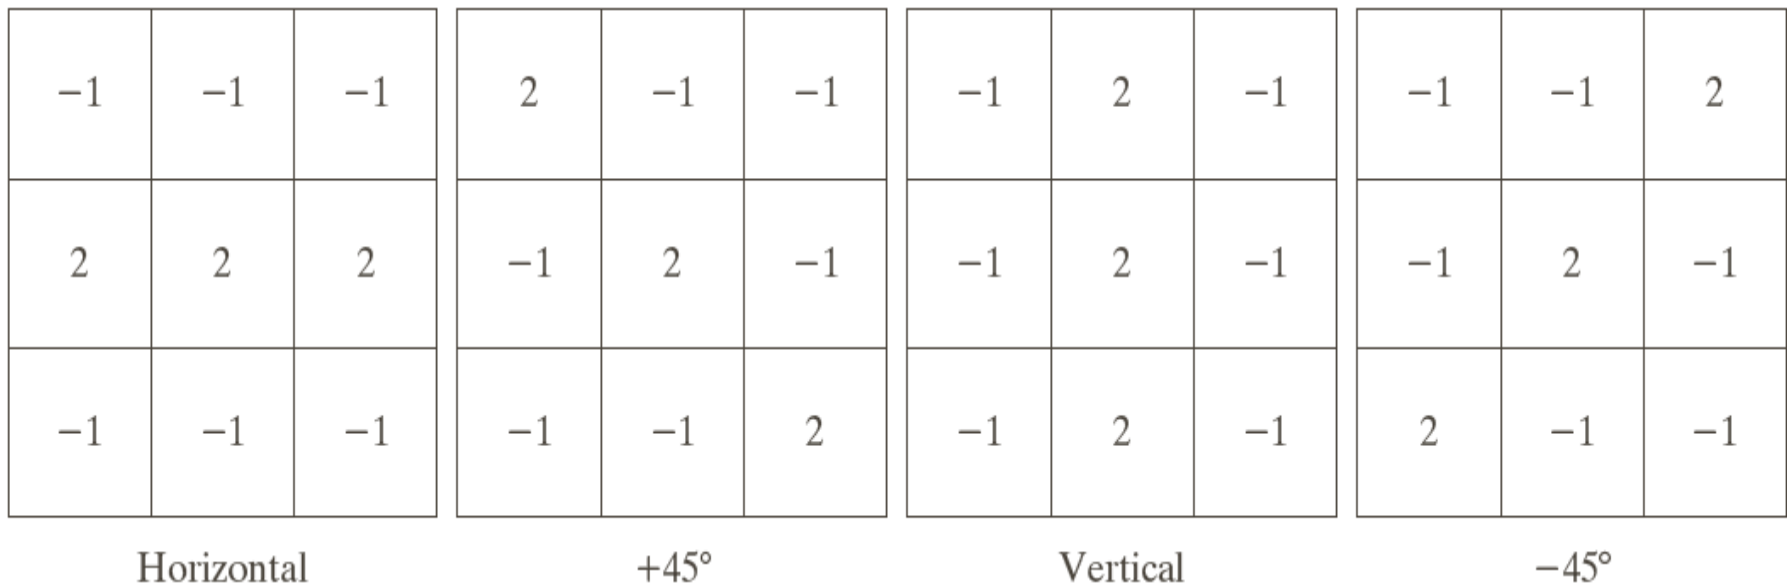 −1 −1 −1 2 −1 −1 −1 2 −1 −1 −1 2
2 2 2 −1 2 −1 −1 2 −1 −1 2 −1
−1 −1 −1 −1 −1 2 −1 2 −1 2 −1 −1
Horizontal +45° Vertical −45°